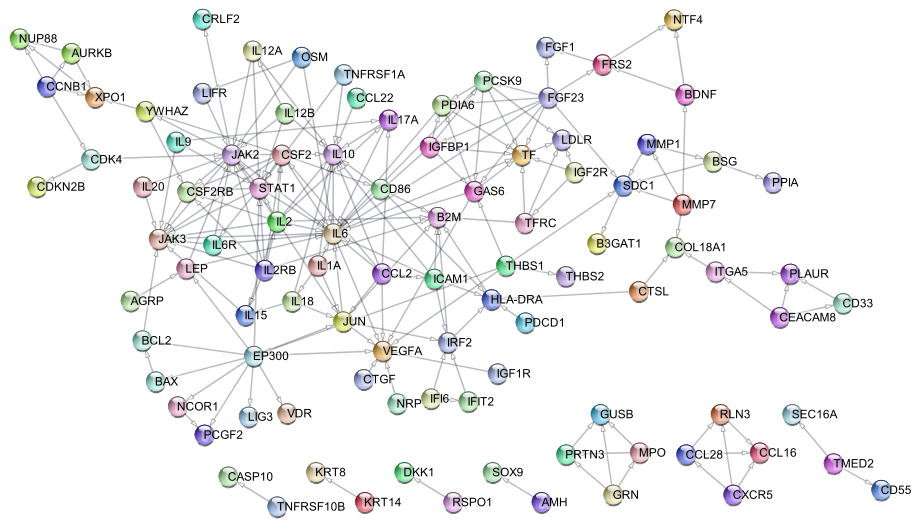 CRLF2
NTF4
NUP88
AURKB
IL12A
OSM
FGF1
FRS2
CCNB1
XPO1
LIFR
TNFRSF1A
CCL22
PCSK9
PDIA6
FGF23
BDNF
YWHAZ
IL12B
IL17A
IL9
IGFBP1
LDLR
MMP1
CDK4
JAK2
CSF2
IL10
TF
IGF2R
BSG
CDKN2B
IL20
CSF2RB
STAT1
CD86
GAS6
SDC1
PPIA
MMP7
IL2
B2M
TFRC
JAK3
IL6R
IL6
B3GAT1
COL18A1
LEP
IL2RB
IL1A
CCL2
ICAM1
THBS1
THBS2
ITGA5
PLAUR
AGRP
IL15
IL18
HLA-DRA
CTSL
CD33
JUN
PDCD1
CEACAM8
BCL2
EP300
VEGFA
IRF2
BAX
CTGF
IGF1R
NCOR1
LIG3
VDR
NRP
IFI6
IFIT2
PCGF2
GUSB
RLN3
SEC16A
PRTN3
MPO
CCL28
CCL16
TMED2
CASP10
KRT8
DKK1
SOX9
GRN
CXCR5
CD55
TNFRSF10B
KRT14
RSPO1
AMH